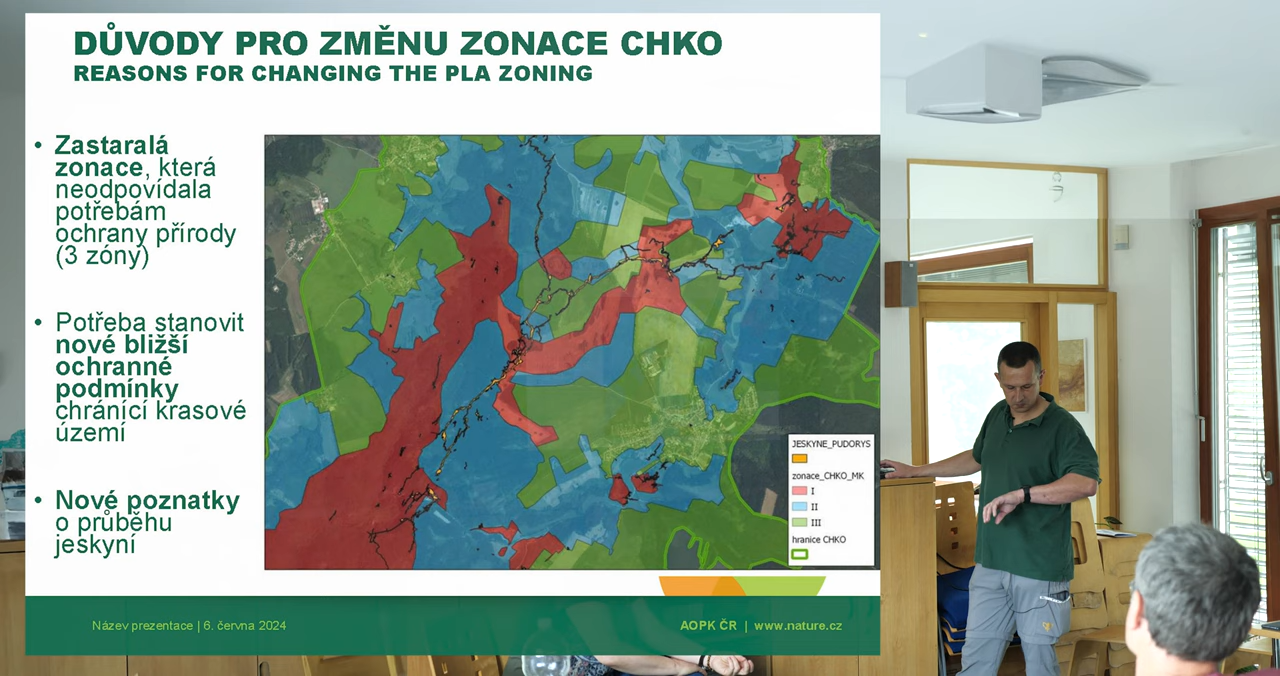 DŮVODY PRO ZMĚNU ZONACE CHKO
REASONS FOR CHANGING THE PLA ZONING
• Zastaralá
zonace, která
neodpovídala
potřebám
ochrany přírody
(3 zóny)
• Potřeba stanovit
nové bližší
ochranné
podmínky
chránící krasové
území
• Nové poznatky
o průběhu
jeskyní
JESKYNE_PUDORYS
zonace_CHKO_MK
I
II
III
hranice CHKO
Název prezentace | 6. června 2024
AOPK ČR | www.nature.cz